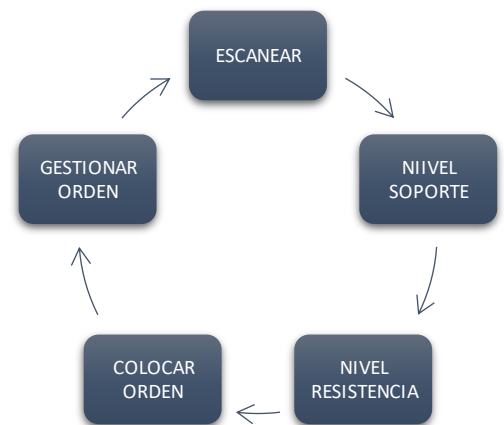 ESCANEAR
NIIVEL
SOPORTE
NIVEL
RESISTENCIA
COLOCAR
ORDEN
GESTIONAR
ORDEN